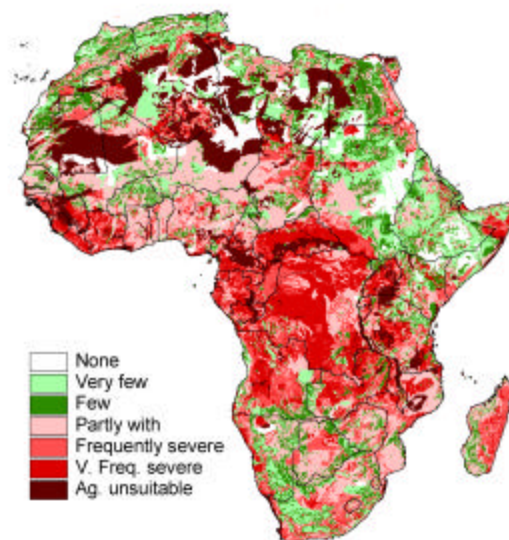 None
Very few
Few
Partly with
Frequently severe
V. Freq. severe
Ag. unsuitable